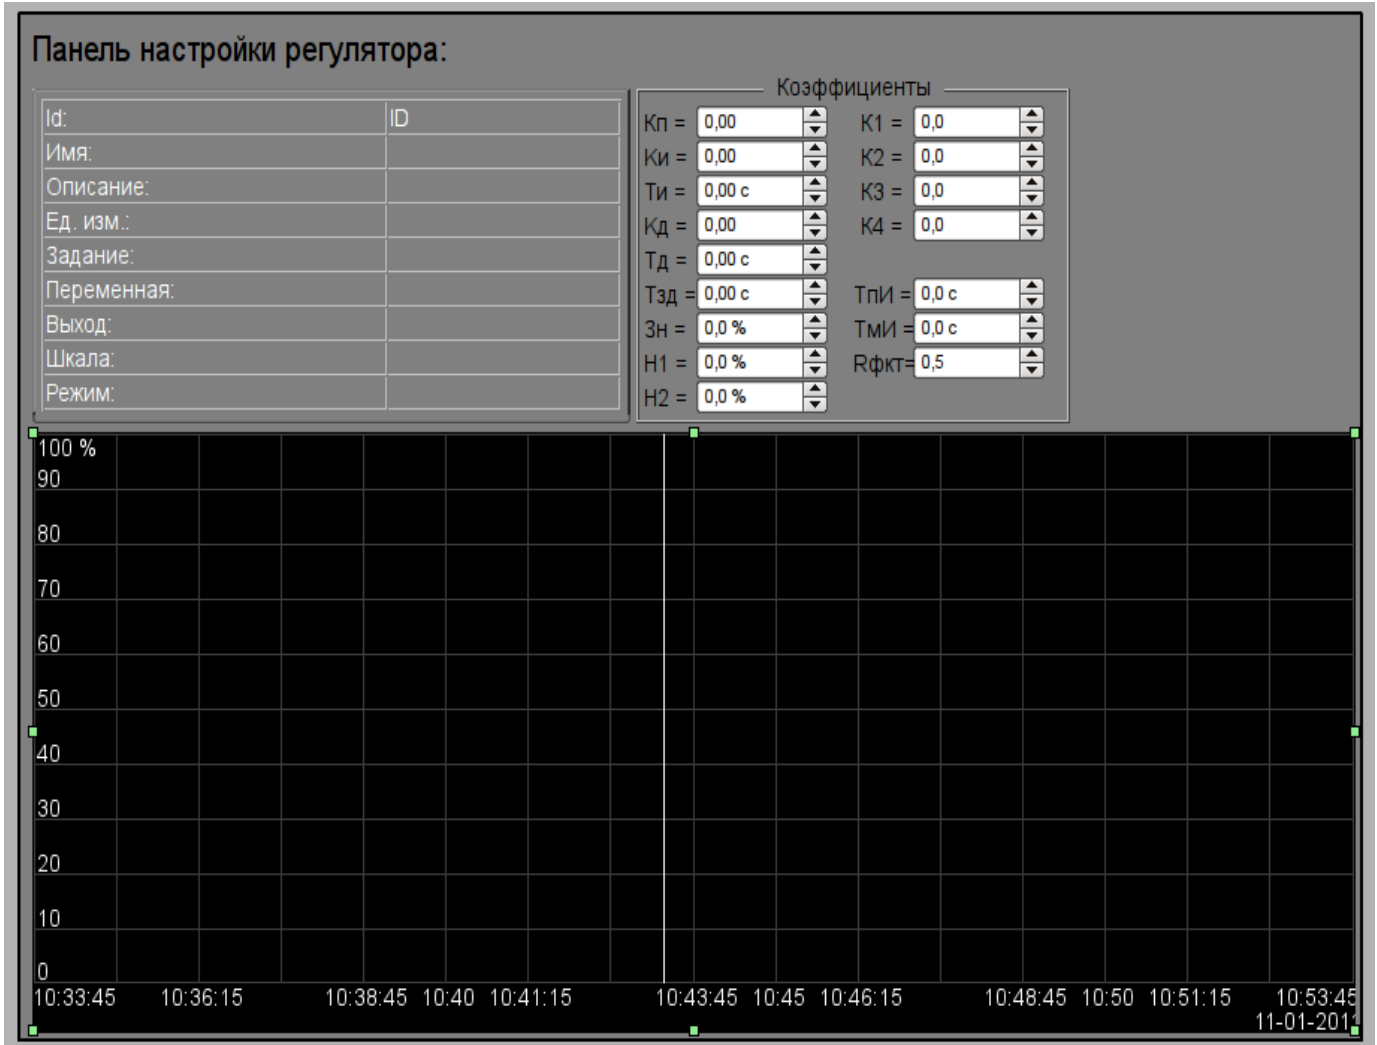 Панель настройки регулятора:
Id: ID
Имя:
Описание:
Ед. изм.:
Задание:
Переменная:
Выход:
Шкала:
Режим:
Коэффициенты
Кп = 0,00 К1 = 0,0
Ки = 0,00 К2 = 0,0
Ти = 0,00 с К3 = 0,0
Кд = 0,00 К4 = 0,0
Тд = 0,00 с
Тзд = 0,00 с ТпИ = 0,0 с
Зн = 0,0 % ТмИ = 0,0 с
Н1 = 0,0 % Rфкт= 0,5
Н2 = 0,0 %
100 %
90
80
70
60
50
40
30
20
10
0
10:33:45 10:36:15 10:38:45 10:40 10:41:15 10:43:45 10:45 10:46:15 10:48:45 10:50 10:51:15 10:53:45
11-01-2011